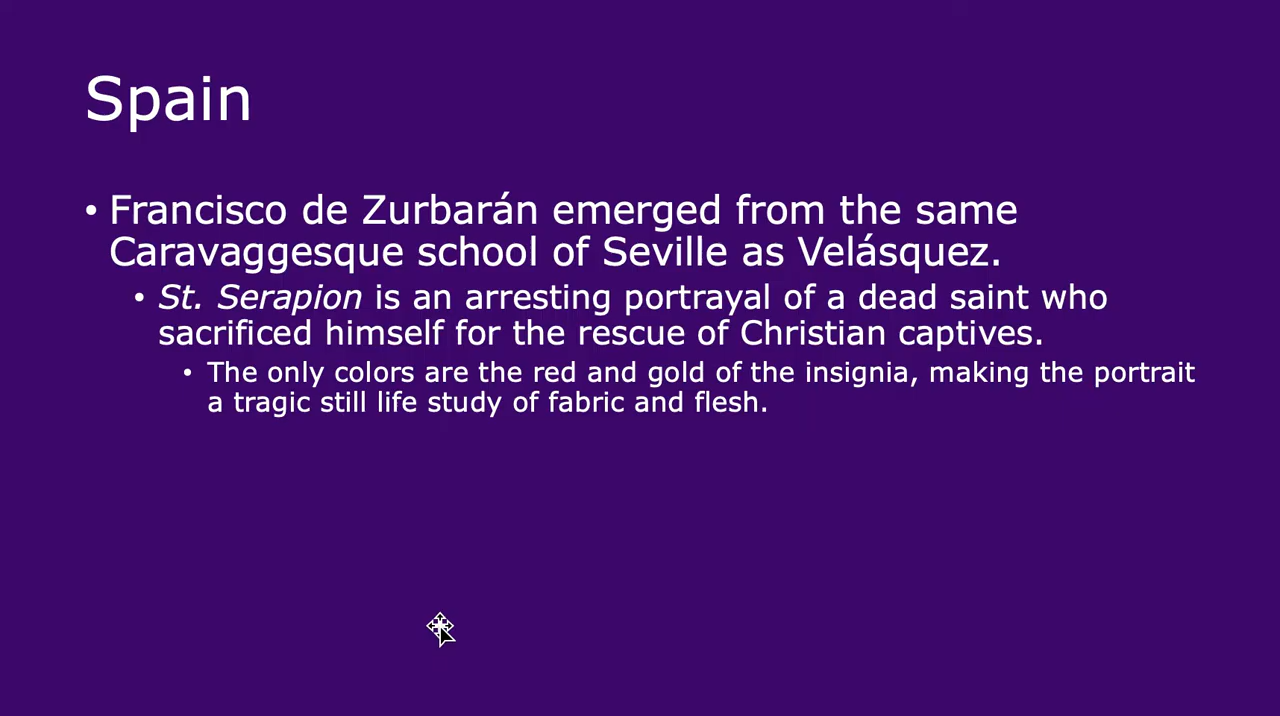 Spain
• Francisco de Zurbarán emerged from the same
Caravaggesque school of Seville as Velásquez.
• St. Serapion is an arresting portrayal of a dead saint who
sacrificed himself for the rescue of Christian captives.
• The only colors are the red and gold of the insignia, making the portrait
a tragic still life study of fabric and flesh.